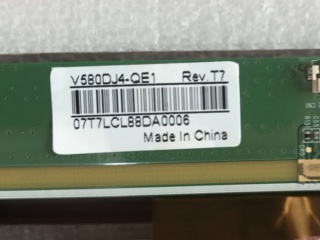 V580DJ4-QE1 Rev.T7
07T7LCL88DA0006
Made In China